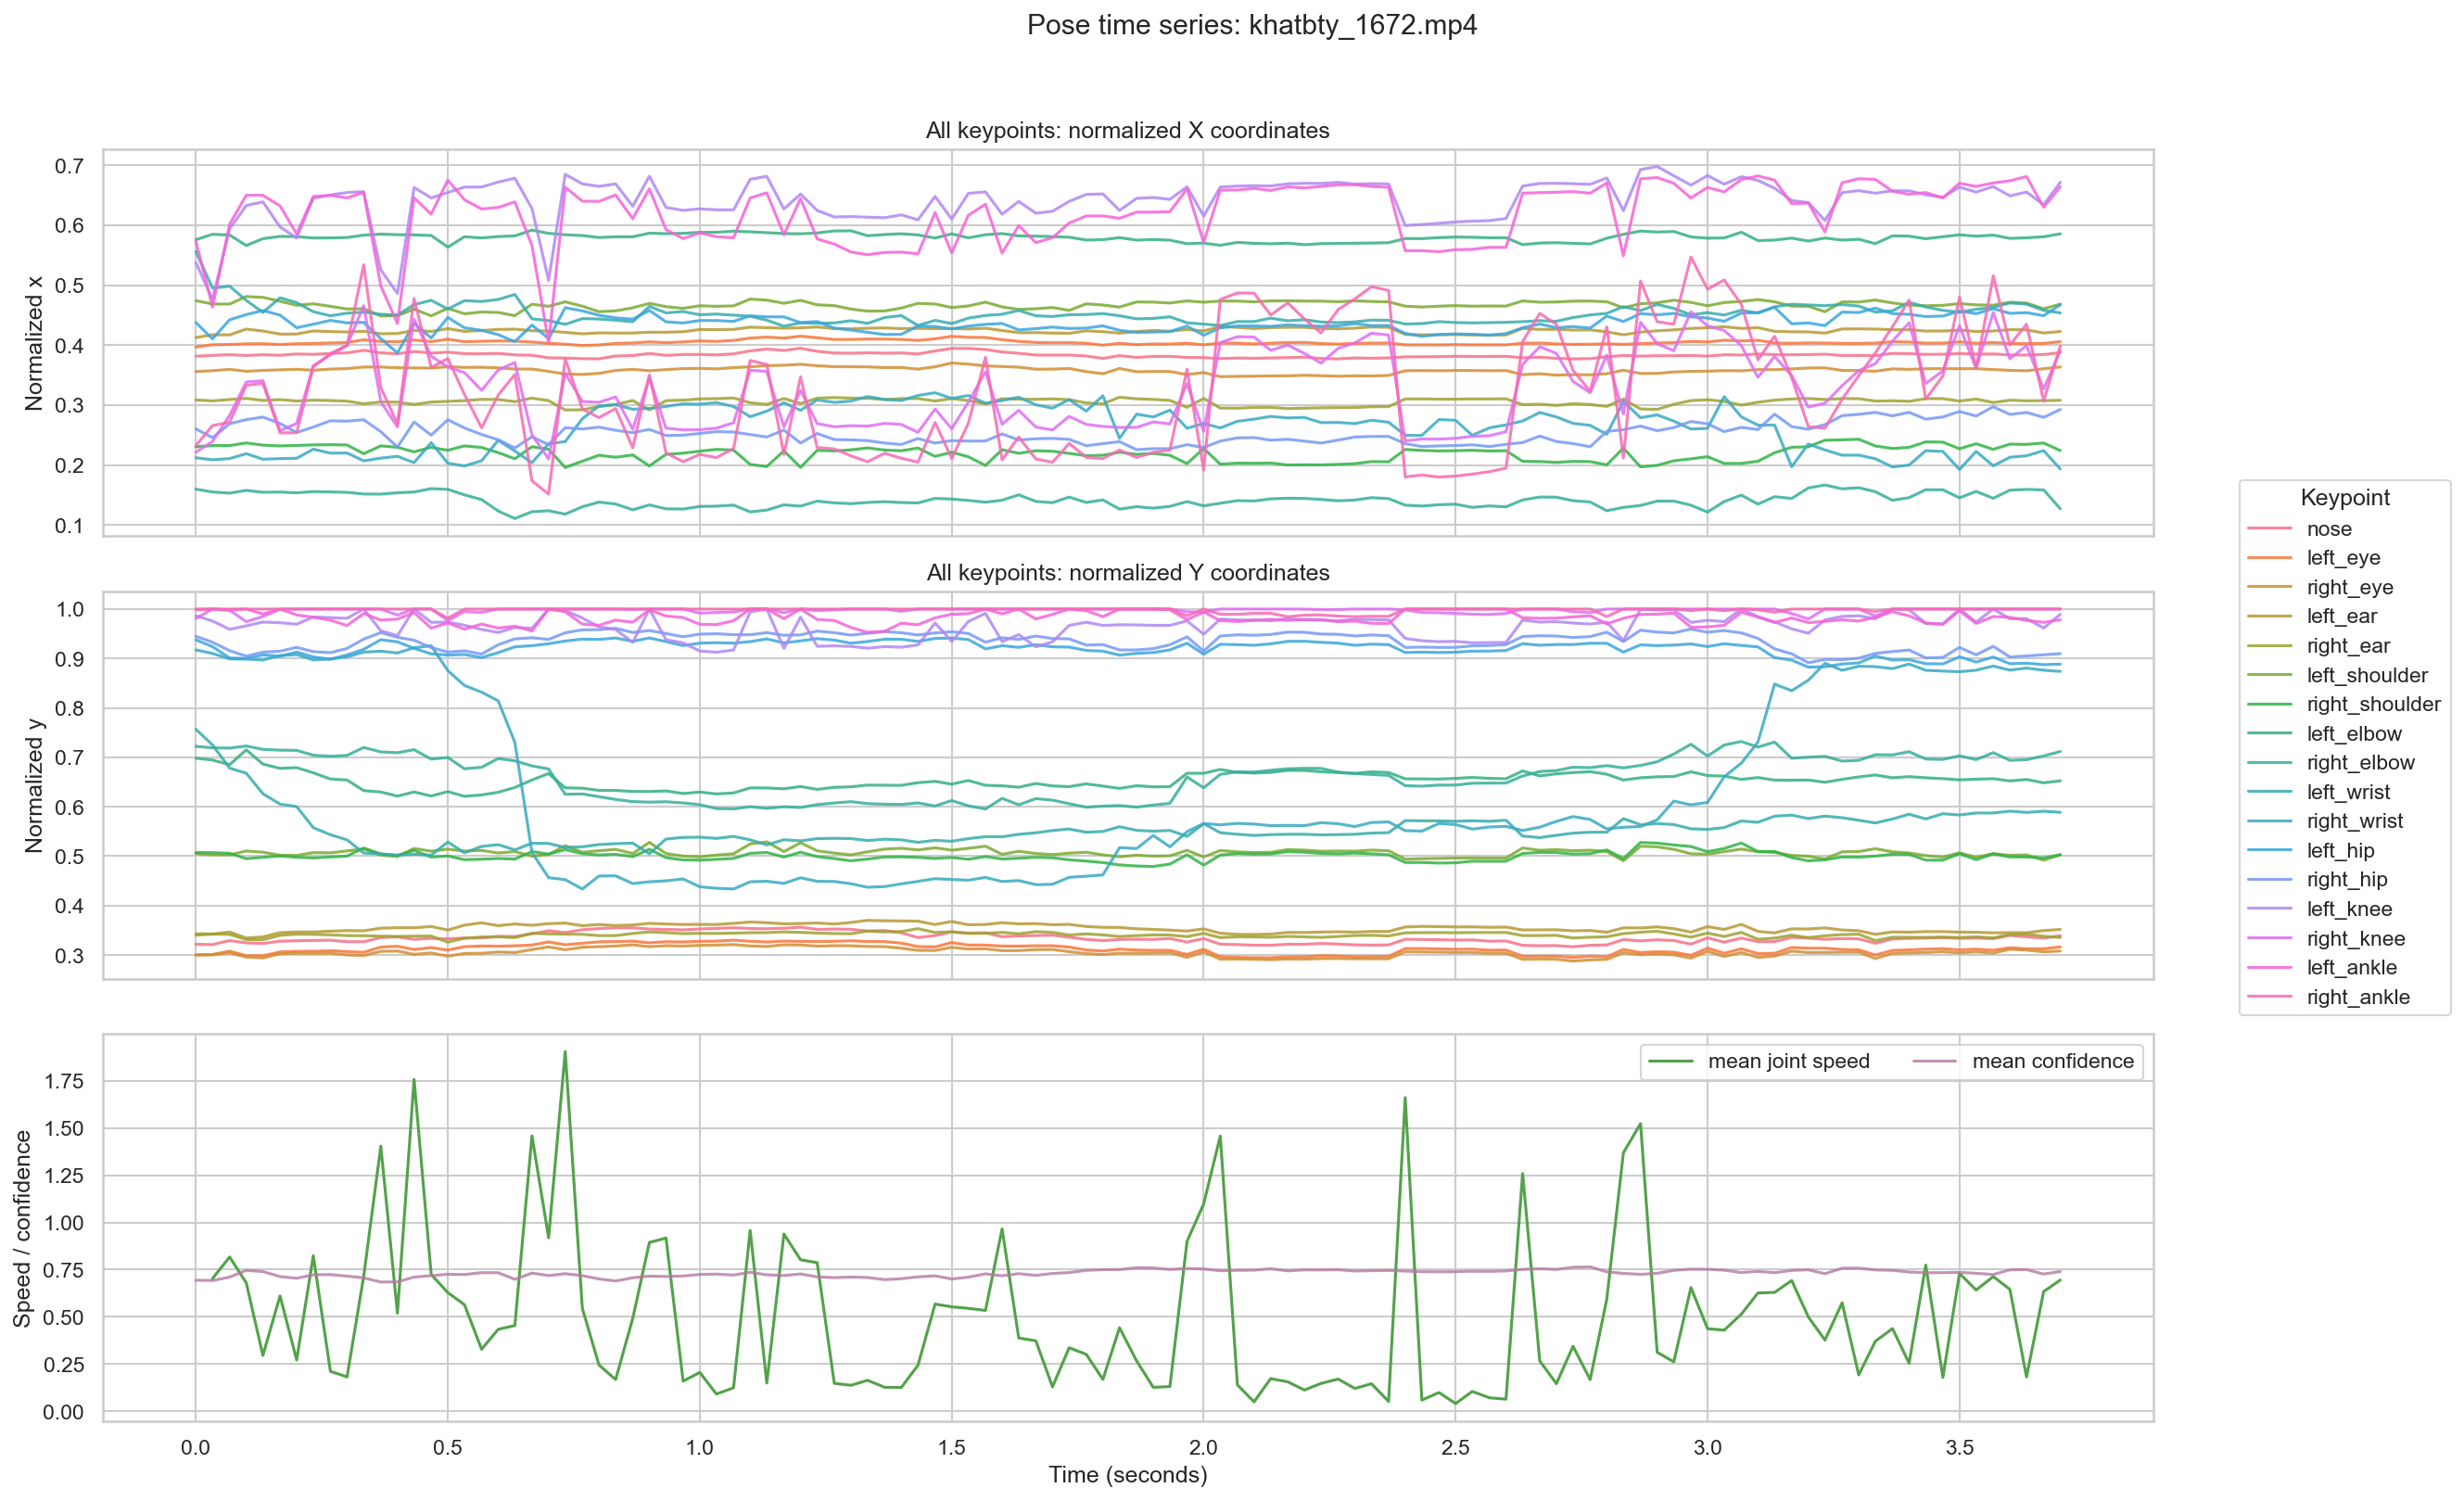 Pose time series: khatbty_1672.mp4
All keypoints: normalized X coordinates
Normalized x
0.7
0.6
0.5
0.4
0.3
0.2
0.1
All keypoints: normalized Y coordinates
Normalized y
1.0
0.9
0.8
0.7
0.6
0.5
0.4
0.3
Keypoint
nose
left_eye
right_eye
left_ear
right_ear
left_shoulder
right_shoulder
left_elbow
right_elbow
left_wrist
right_wrist
left_hip
right_hip
left_knee
right_knee
left_ankle
right_ankle
Speed / confidence
1.75
1.50
1.25
1.00
0.75
0.50
0.25
0.00
mean joint speed
mean confidence
0.0
0.5
1.0
1.5
2.0
2.5
3.0
3.5
Time (seconds)